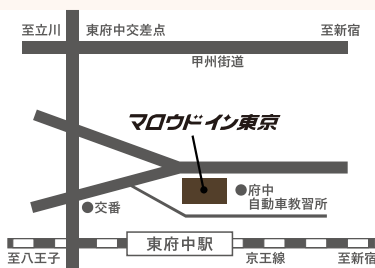 至立川
東府中交差点
至新宿
甲州街道
マロウドイン東京
府中
自動車教習所
交番
東府中駅
至八王子
京王線
至新宿